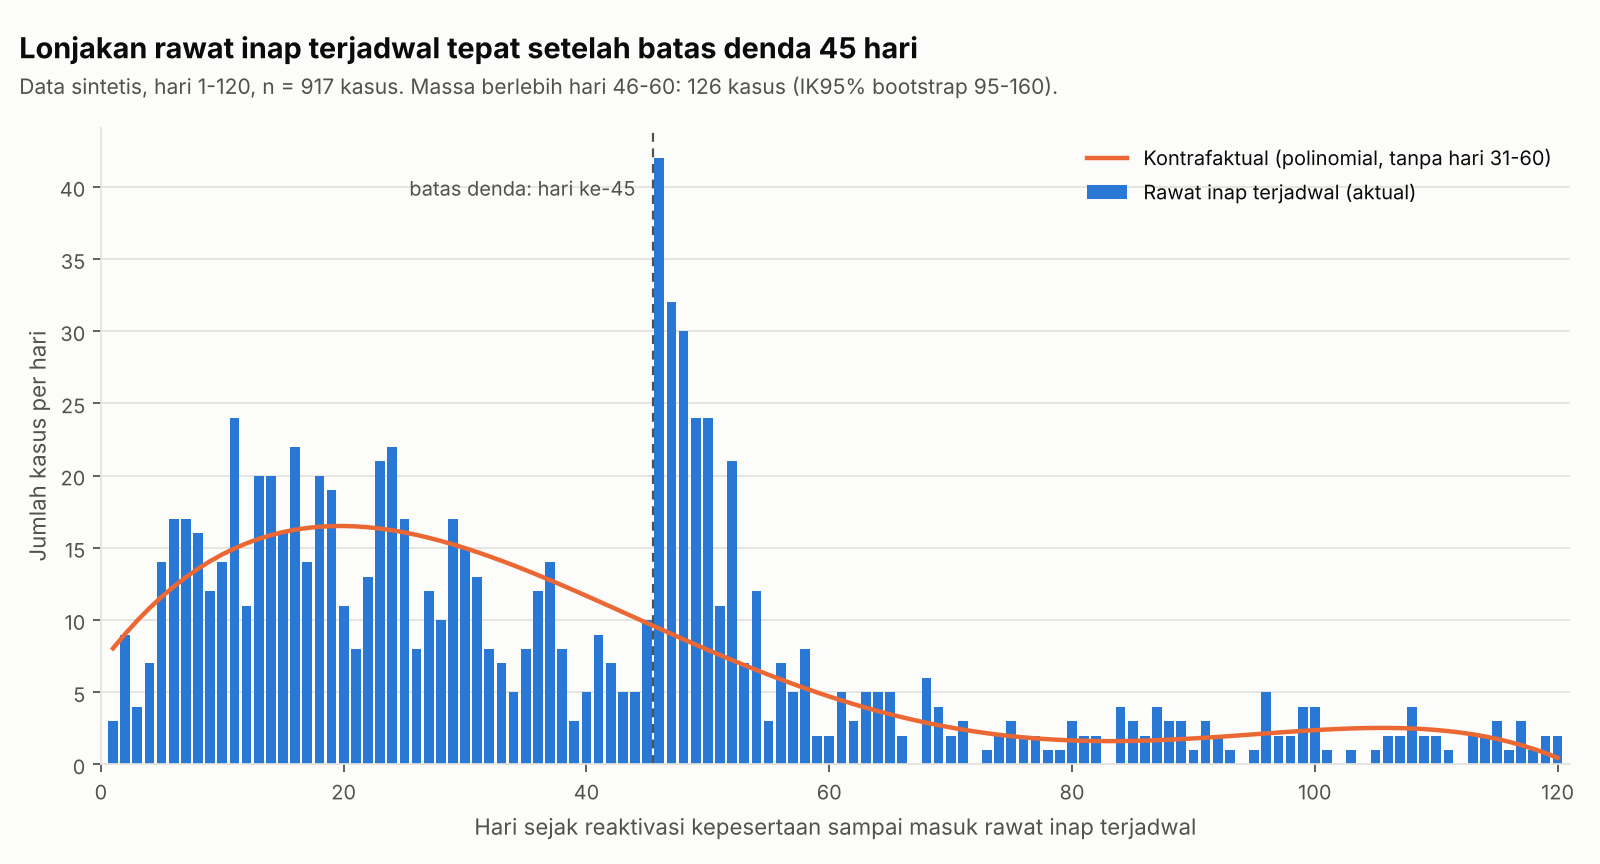 Lonjakan rawat inap terjadwal tepat setelah batas denda 45 hari
Data sintetis, hari 1-120, n = 917 kasus. Massa berlebih hari 46-60: 126 kasus (IK95% bootstrap 95-160).
Kontrafaktual (polinomial, tanpa hari 31-60)
Rawat inap terjadwal (aktual)
batas denda: hari ke-45
Jumlah kasus per hari
40
35
30
25
20
15
10
5
0
0 20 40 60 80 100 120
Hari sejak reaktivasi kepesertaan sampai masuk rawat inap terjadwal